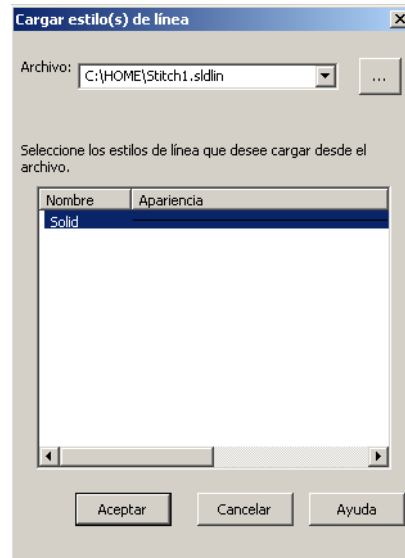 Cargar estilo(s) de línea
Archivo: C:\HOME\Stitch1.sldlin ...
Seleccione los estilos de línea que desee cargar desde el
archivo.
Nombre Apariencia
Solid
Aceptar Cancelar Ayuda